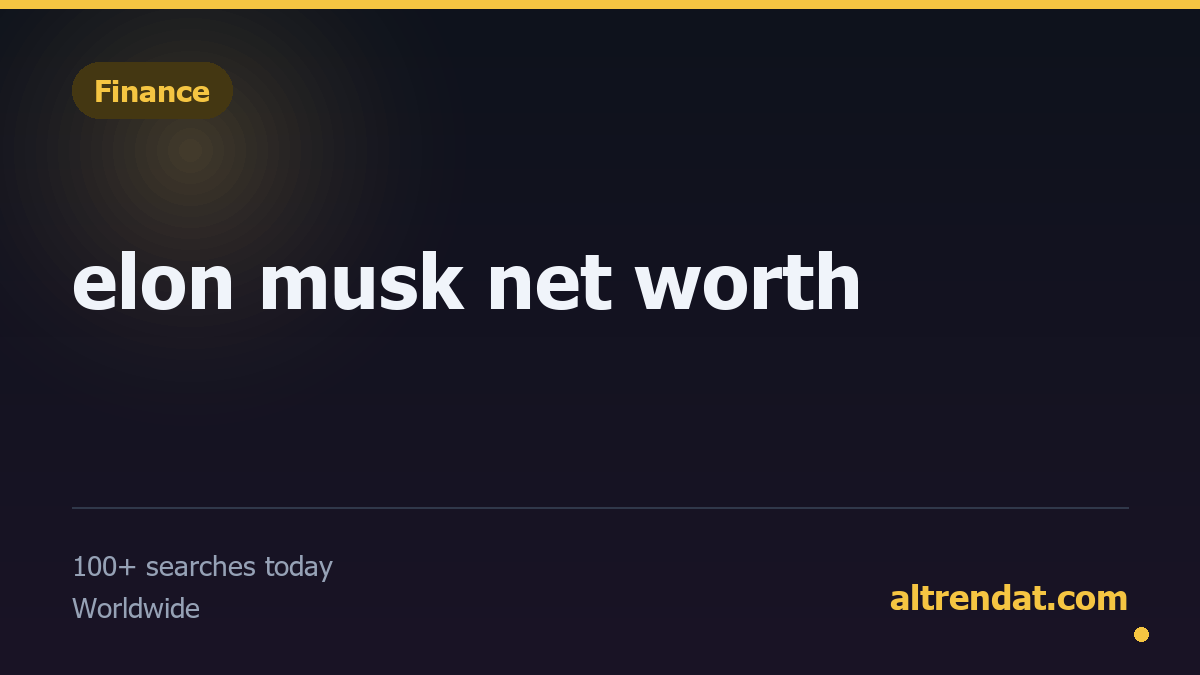 Finance
elon musk net worth
100+ searches today
Worldwide
altrendat.com